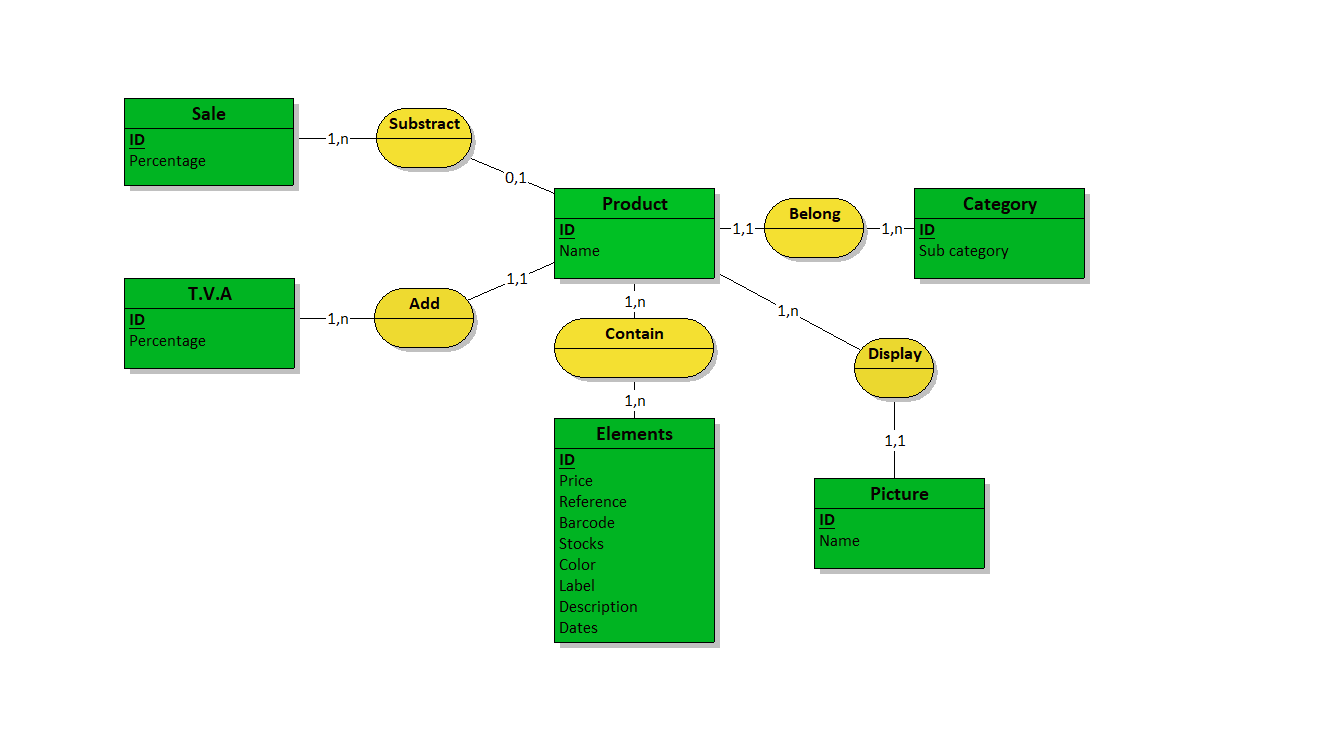 Sale
ID
Percentage
1,n
Substract
0,1
Product
ID
Name
1,1
Belong
1,n
Category
ID
Sub category
T.V.A
ID
Percentage
1,n
Add
1,1
1,n
Contain
1,n
Elements
ID
Price
Reference
Barcode
Stocks
Color
Label
Description
Dates
1,n
Display
1,1
Picture
ID
Name